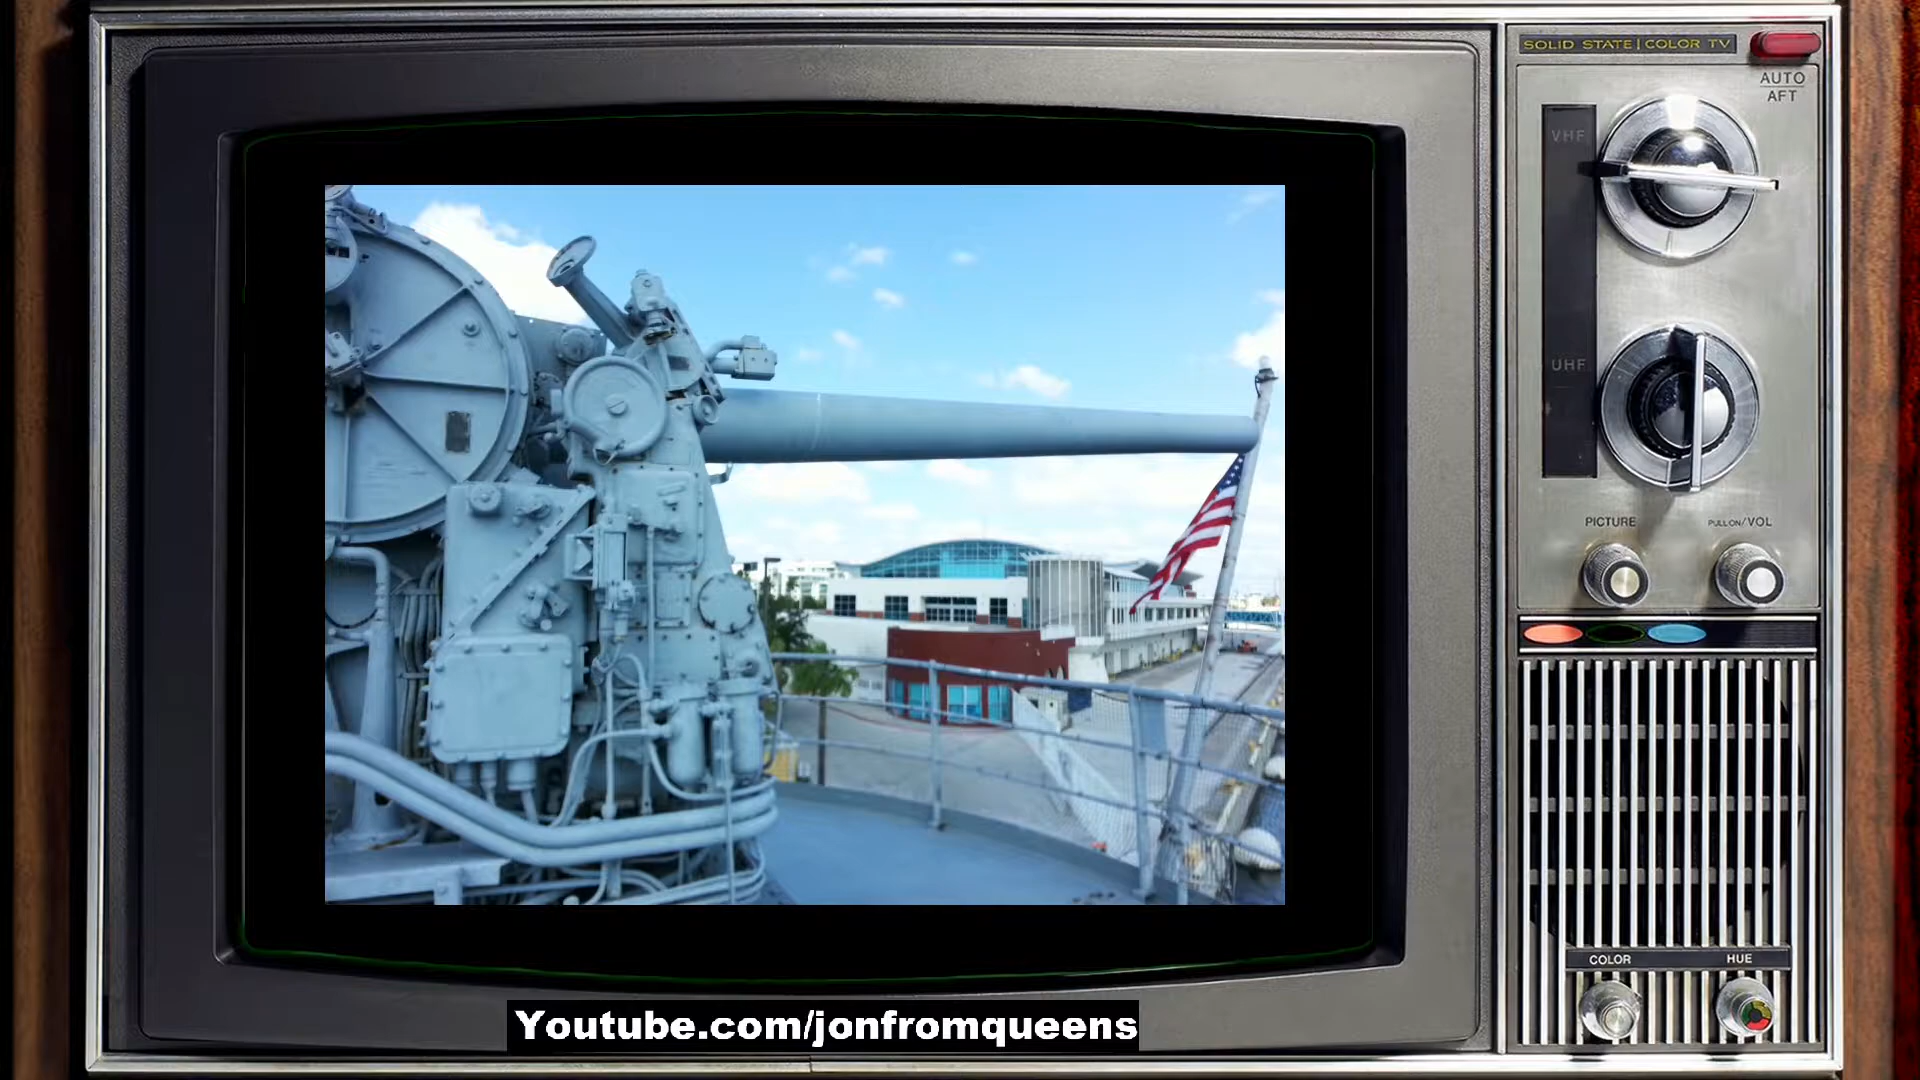 SOLID STATE | COLOR TV
AUTO
AFT
VHF
UHF
PICTURE
PULL ON/VOL
COLOR
HUE
Youtube.com/jonfromqueens